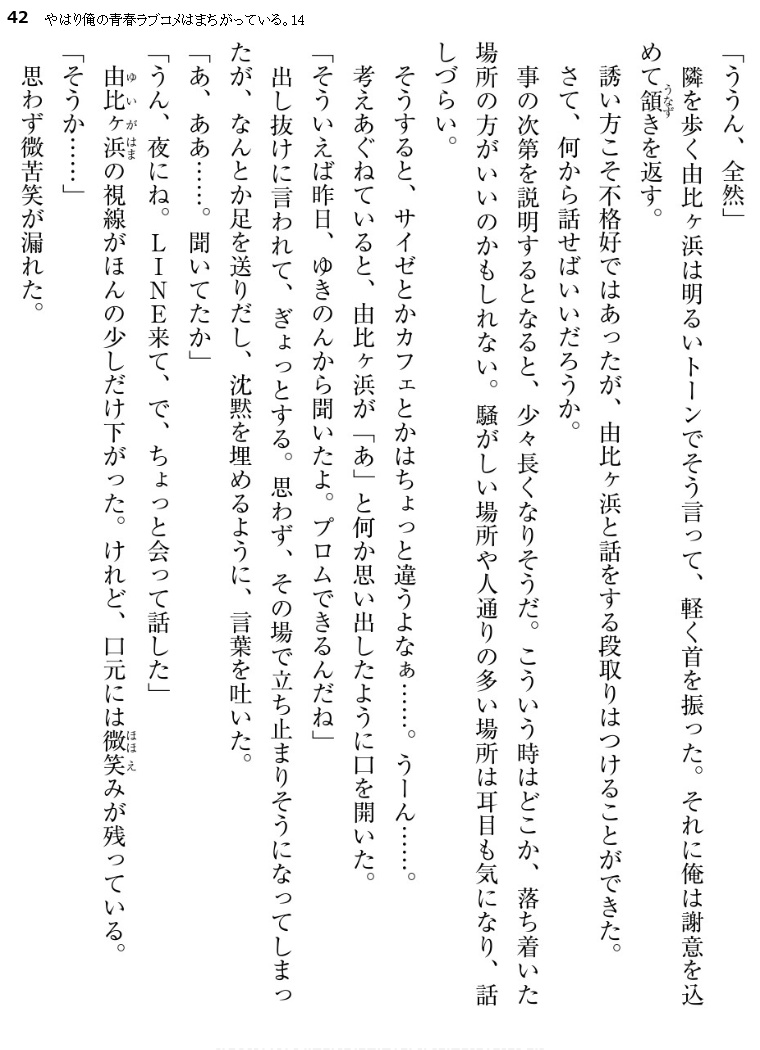 42 やはり俺の青春ラブコメはまちがっている。14
「ううん、全然」
隣を歩く由比ヶ浜は明るいトーンでそう言って、軽く首を振った。それに俺は謝意を込
めて頷きを返す。
誘い方こそ不格好ではあったが、由比ヶ浜と話をする段取りはつけることができた。
さて、何から話せばいいだろうか。
事の次第を説明するとなると、少々長くなりそうだ。こういう時はどこか、落ち着いた
場所の方がいいのかもしれない。騒がしい場所や人通りの多い場所は耳目も気になり、話
しづらい。
そうすると、サイゼとかカフェとかはちょっと違うよなぁ……。うーん……。
考えあぐねていると、由比ヶ浜が「あ」と何か思い出したように口を開いた。
「そういえば昨日、ゆきのんから聞いたよ。プロムできるんだね」
出し抜けに言われて、ぎょっとする。思わず、その場で立ち止まりそうになってしまっ
たが、なんとか足を送りだし、沈黙を埋めるように、言葉を吐いた。
「あ、ああ……。聞いてたか」
「うん、夜にね。ＬＩＮＥ来て、で、ちょっと会って話した」
由比ヶ浜の視線がほんの少しだけ下がった。けれど、口元には微笑みが残っている。
「そうか……」
思わず微苦笑が漏れた。